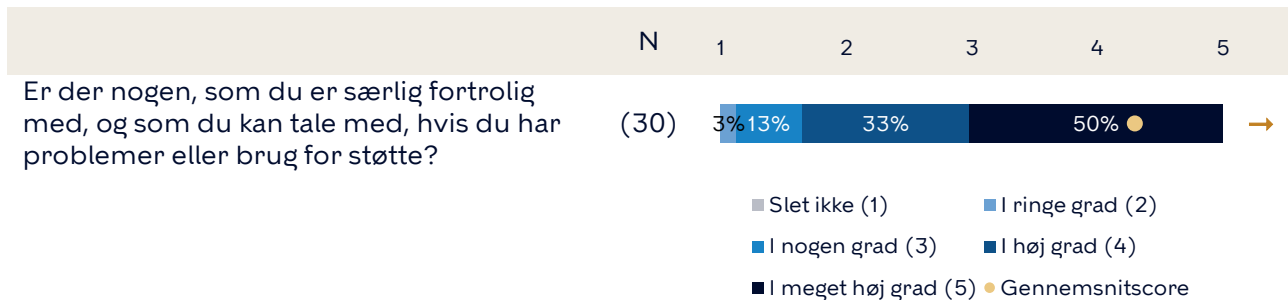 N 1 2 3 4 5
Er der nogen, som du er særlig fortrolig
med, og som du kan tale med, hvis du har
problemer eller brug for støtte?
(30) 3% 13% 33% 50%
Slet ikke (1) I ringe grad (2)
I nogen grad (3) I høj grad (4)
I meget høj grad (5) Gennemsnitscore